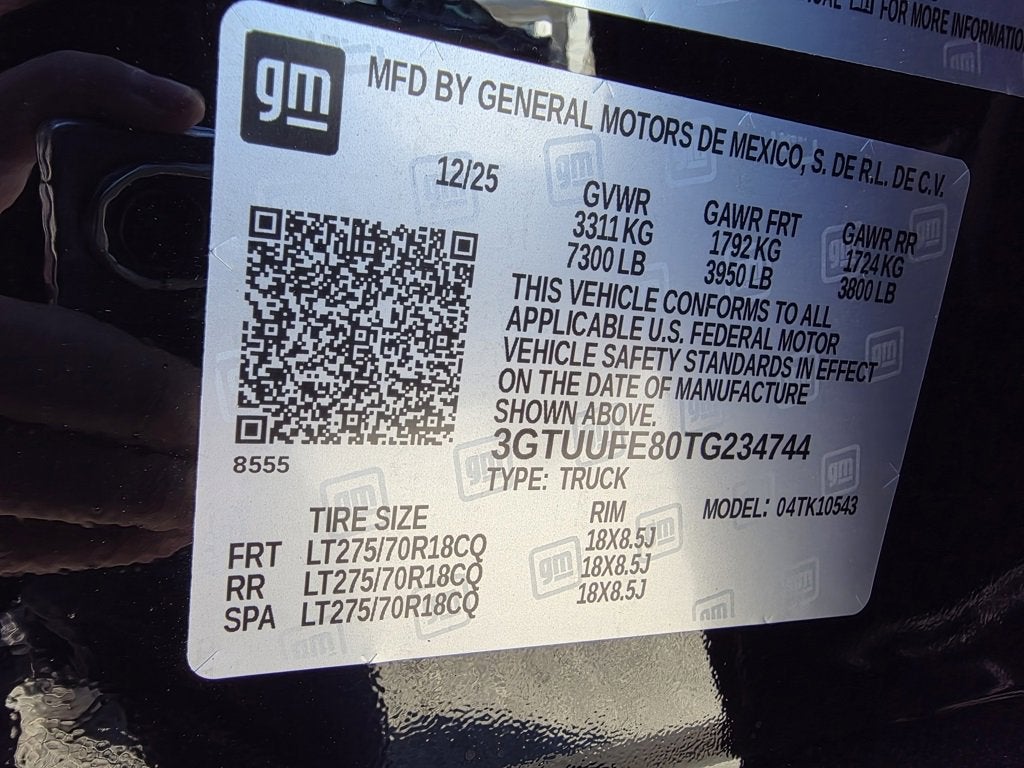 FOR MORE INFORMATION
gm
MFD BY GENERAL MOTORS DE MEXICO, S. DE R.L. DE C.V.
12/25
GVWR GAWR FRT GAWR RR
3311 KG 1792 KG 1724 KG
7300 LB 3950 LB 3800 LB
THIS VEHICLE CONFORMS TO ALL
APPLICABLE U.S. FEDERAL MOTOR
VEHICLE SAFETY STANDARDS IN EFFECT
ON THE DATE OF MANUFACTURE
SHOWN ABOVE.
3GTUUFE80TG234744
8555
TYPE: TRUCK MODEL: 04TK10543
TIRE SIZE RIM
FRT LT275/70R18CQ 18X8.5J
RR LT275/70R18CQ 18X8.5J
SPA LT275/70R18CQ 18X8.5J